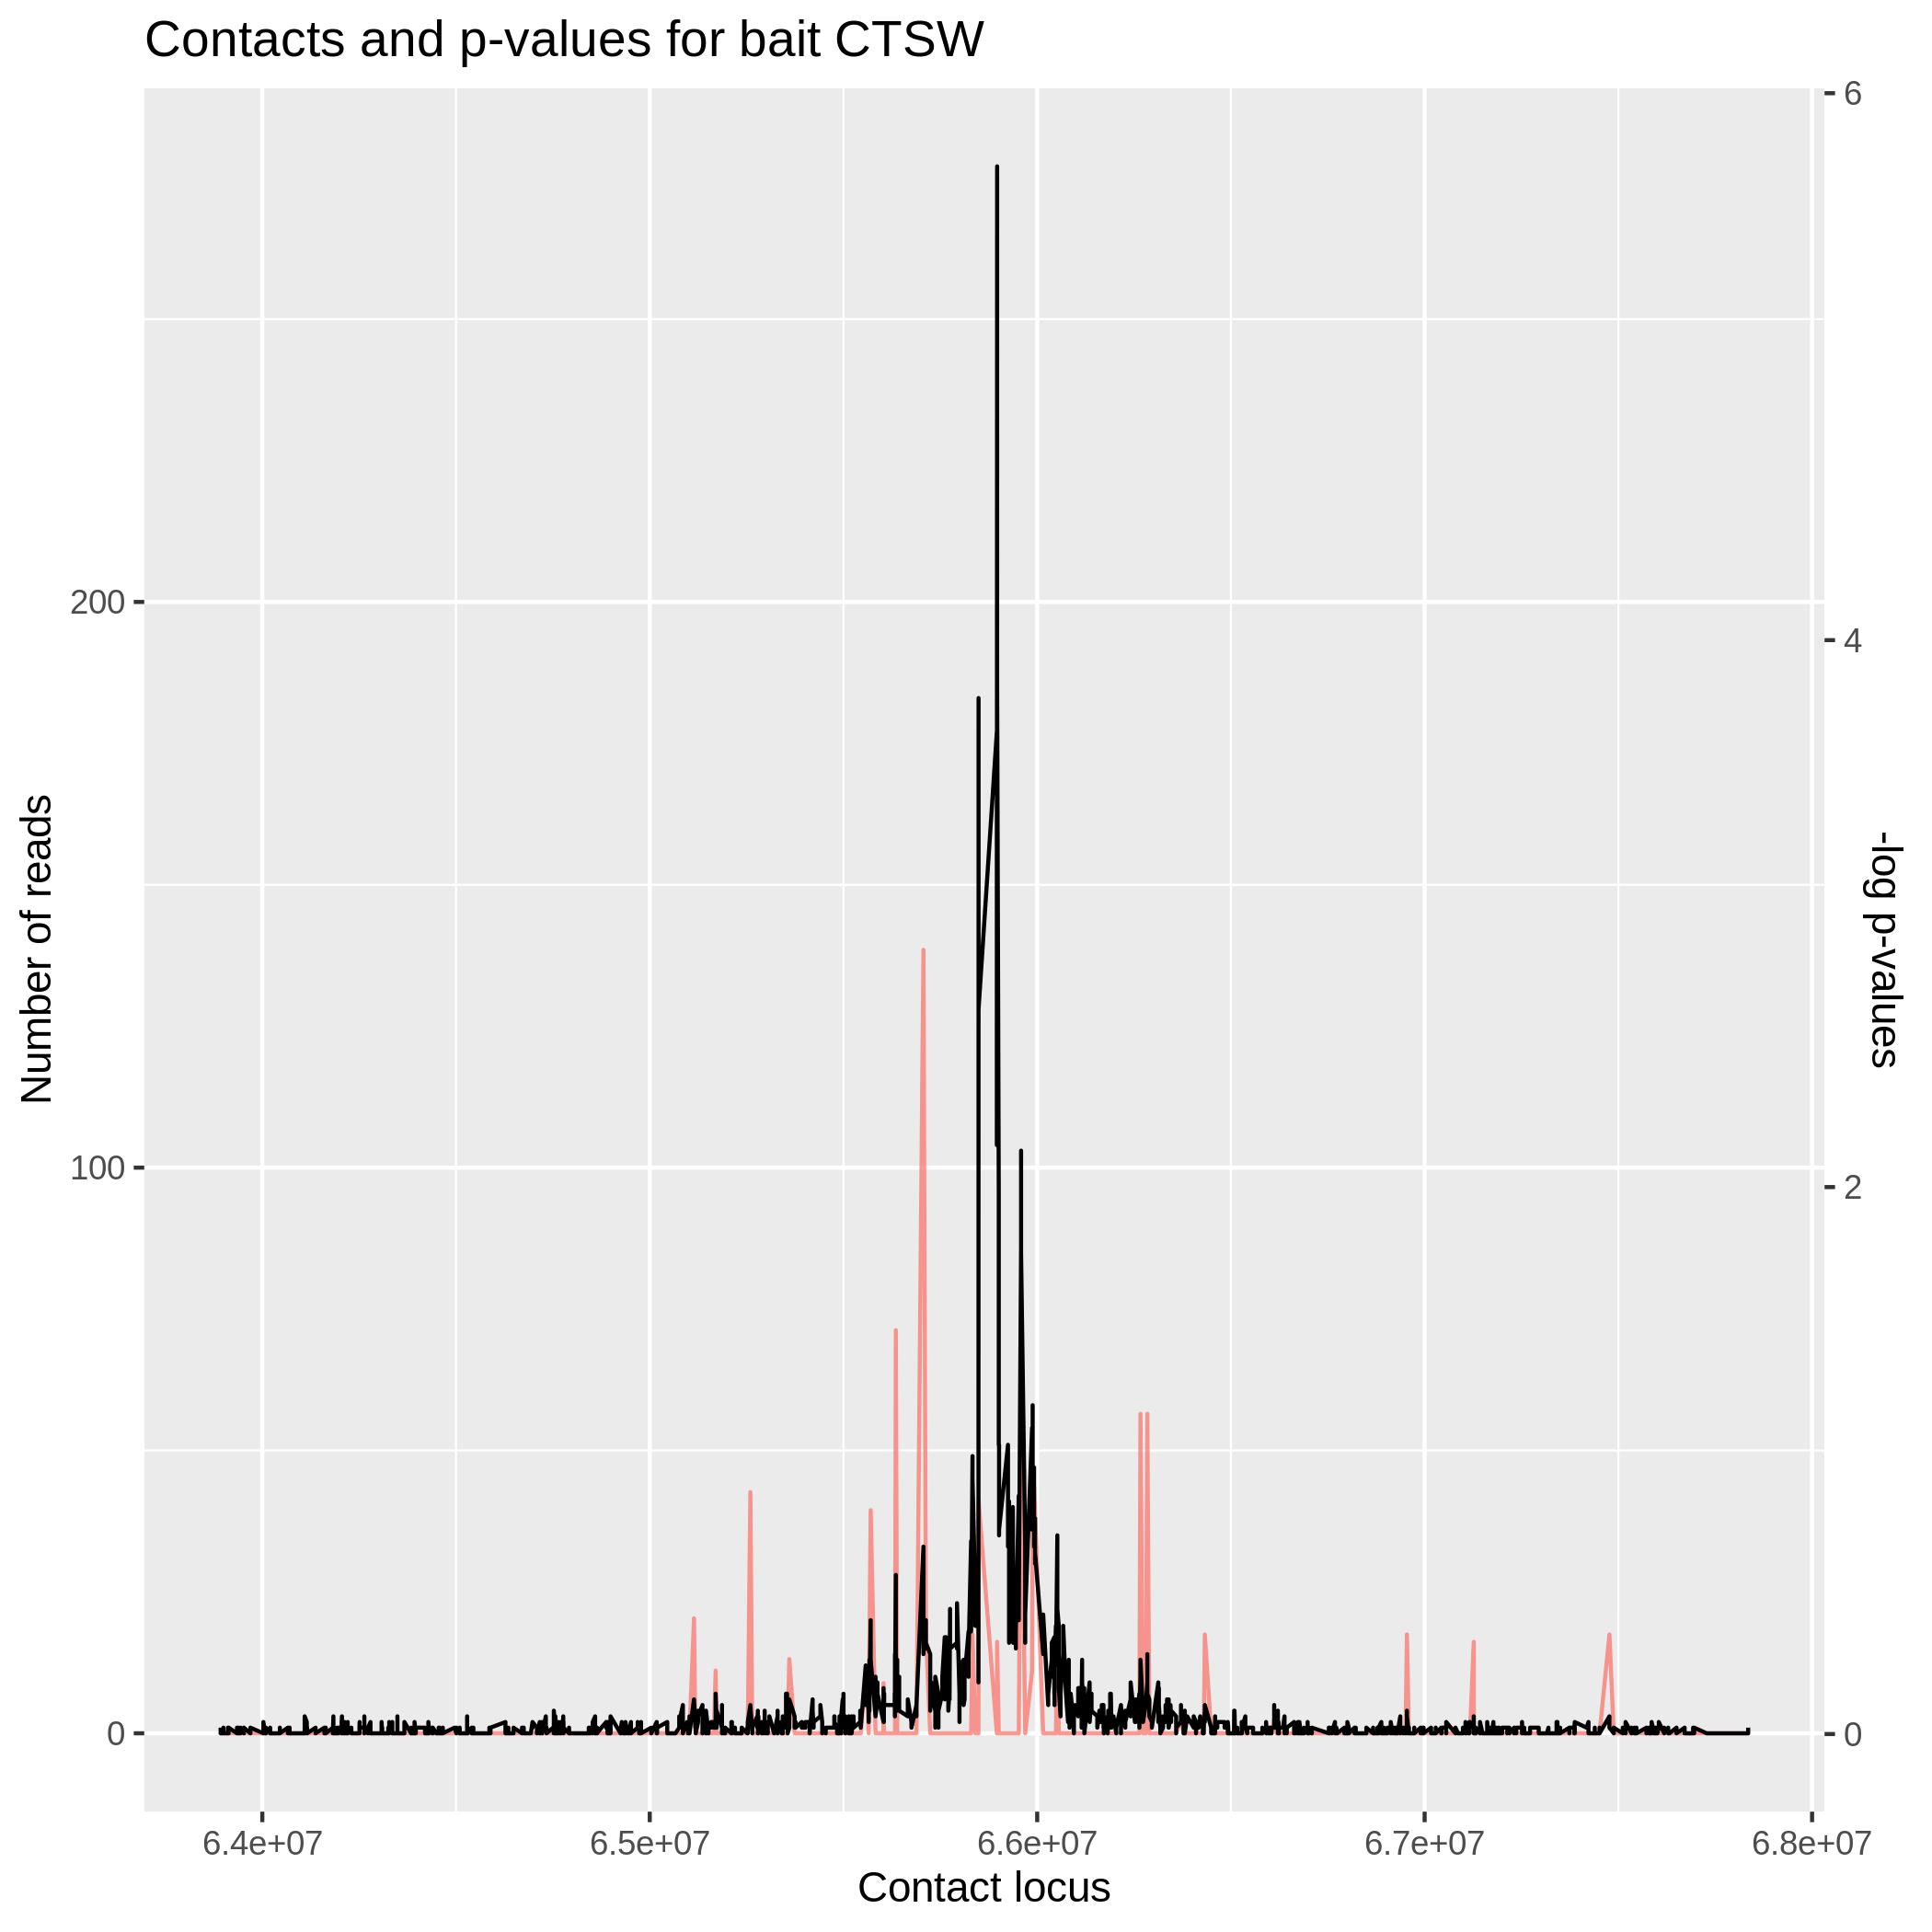 Contacts and p-values for bait CTSW
6
4
2
0
200
100
0
Number of reads
-log p-values
6.4e+07
6.5e+07
6.6e+07
6.7e+07
6.8e+07
Contact locus